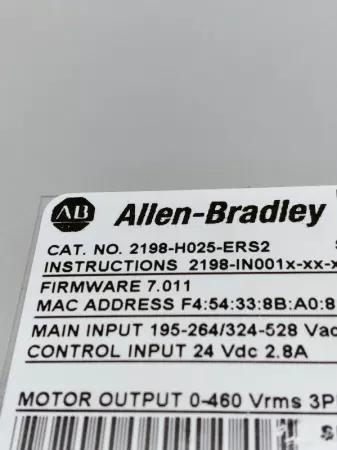 AB Allen-Bradley
CAT. NO. 2198-H025-ERS2
INSTRUCTIONS 2198-IN001x-xx-x
FIRMWARE 7.011
MAC ADDRESS F4:54:33:8B:A0:8
MAIN INPUT 195-264/324-528 Vac
CONTROL INPUT 24 Vdc 2.8A
MOTOR OUTPUT 0-460 Vrms 3P